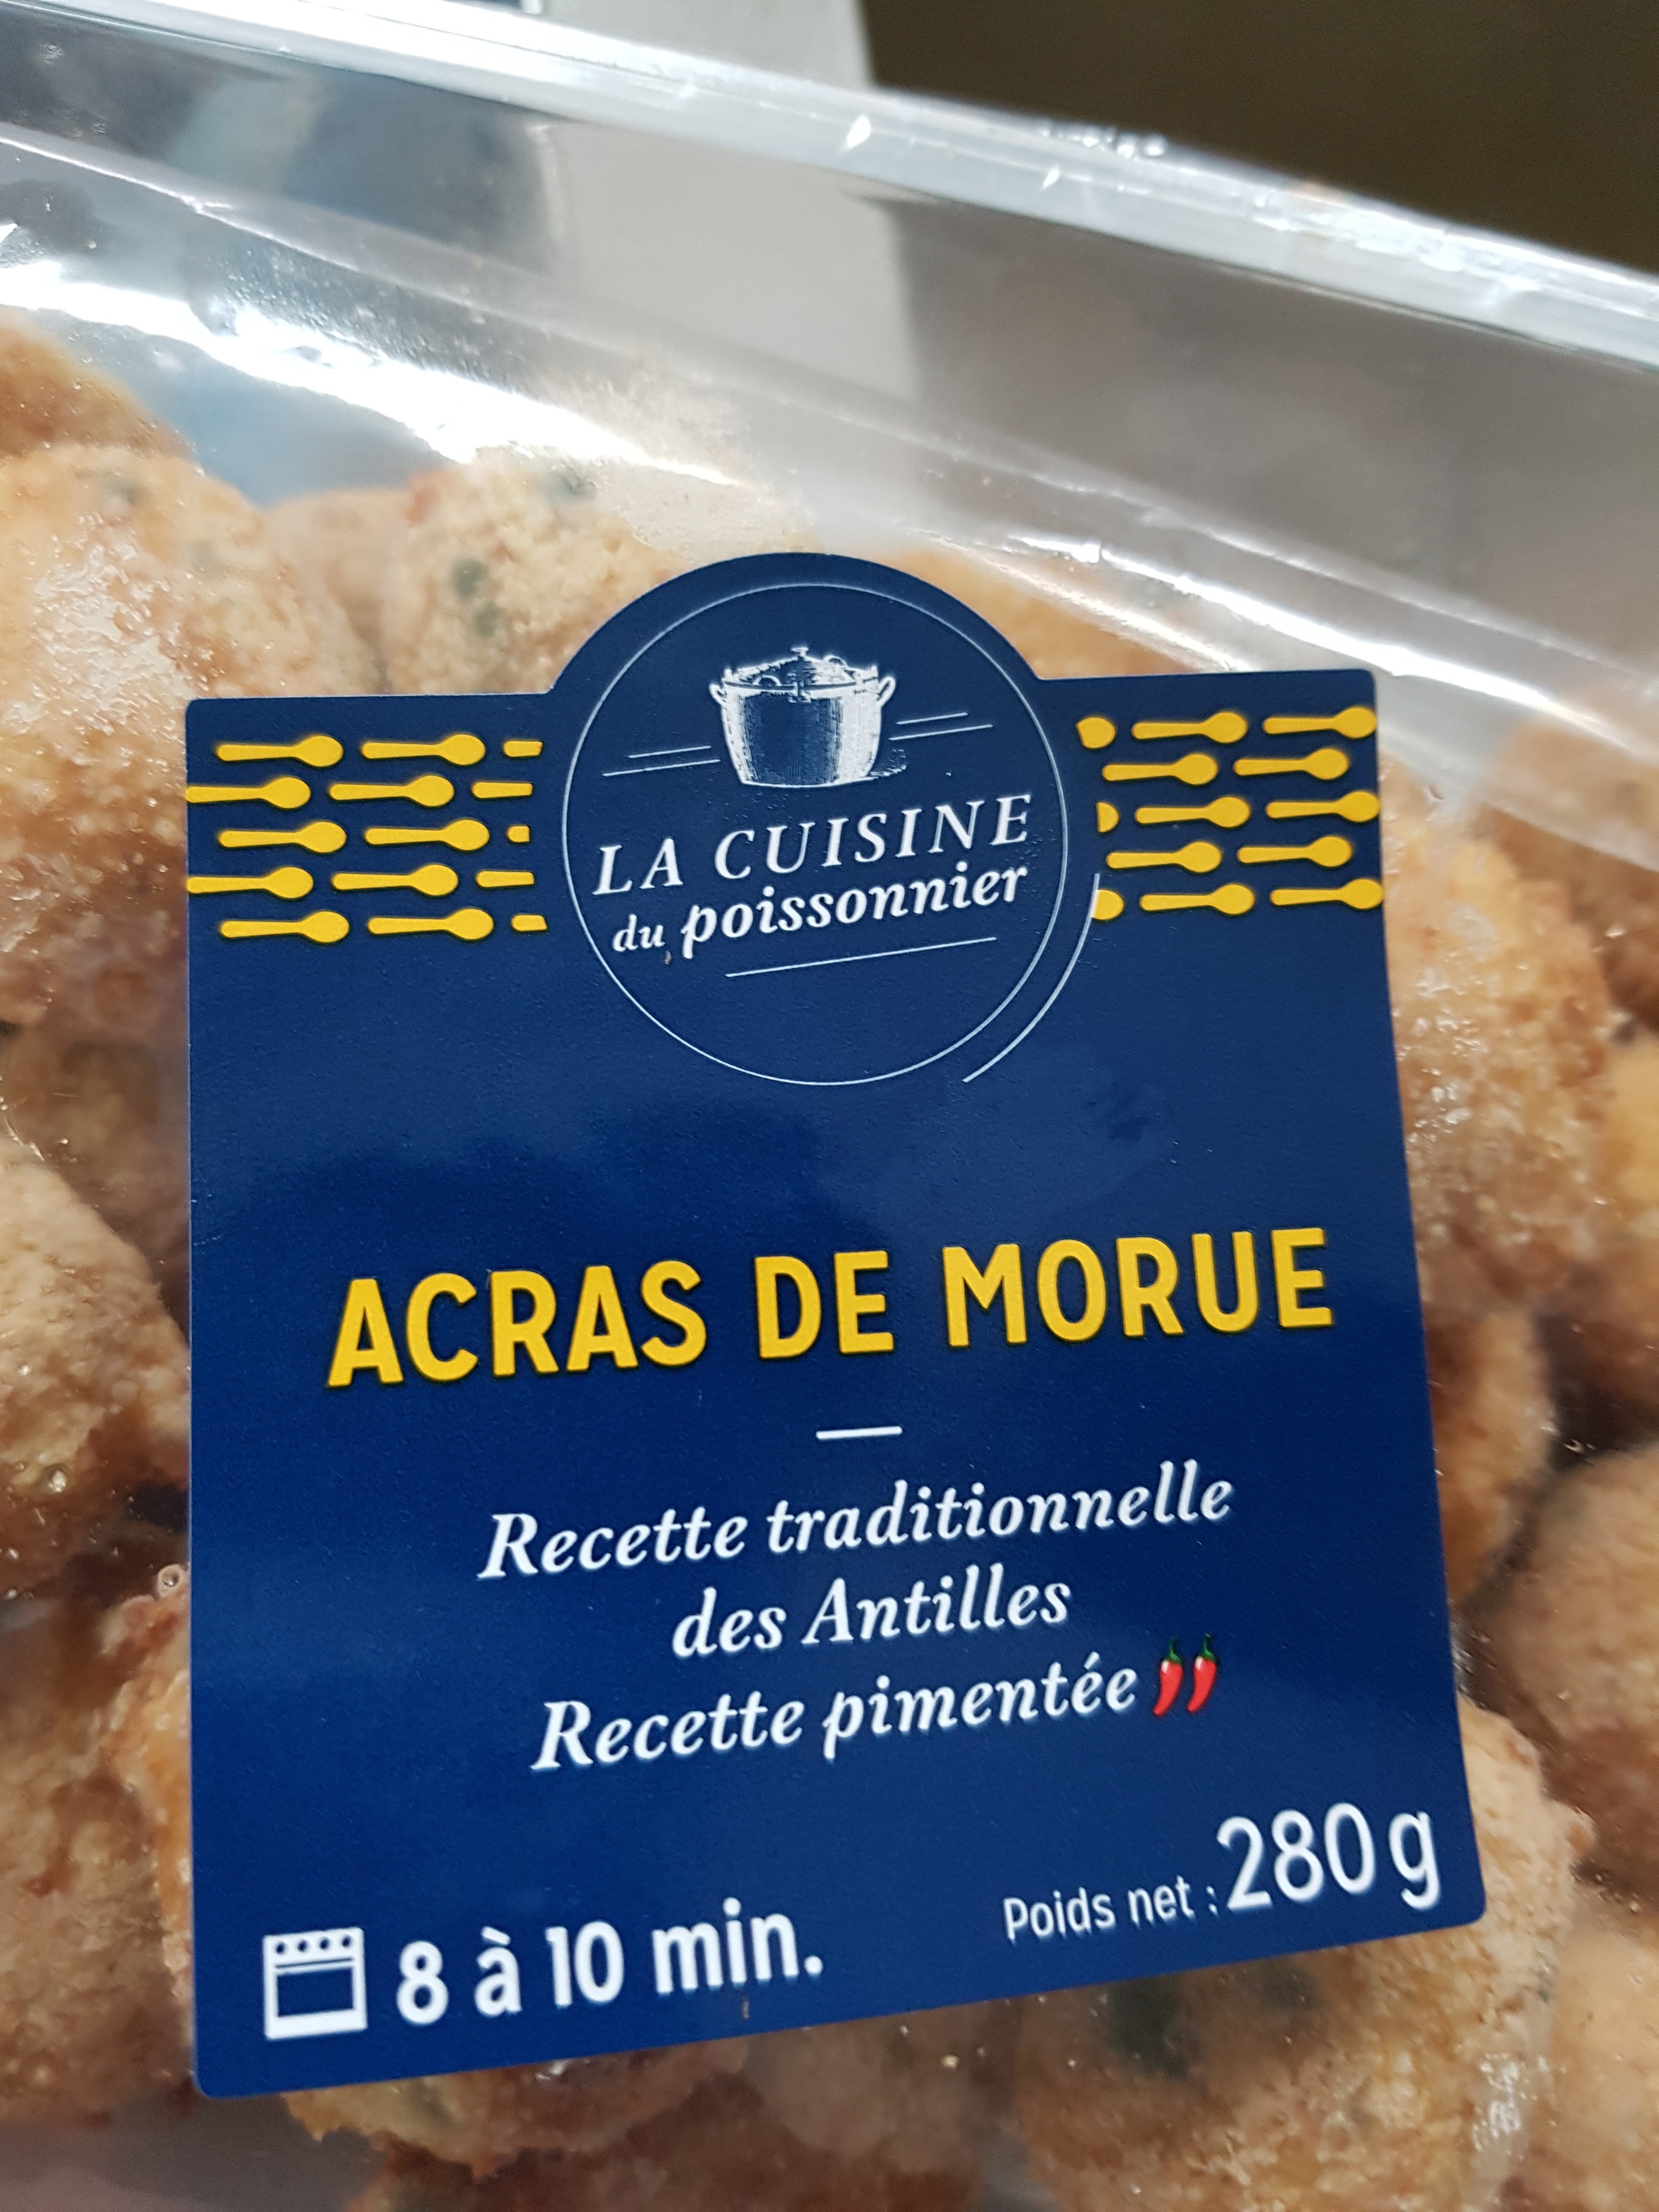 LA CUISINE
du poissonnier
ACRAS DE MORUE
Recette traditionnelle
des Antilles
Recette pimentée
8 à 10 min.
Poids net : 280 g